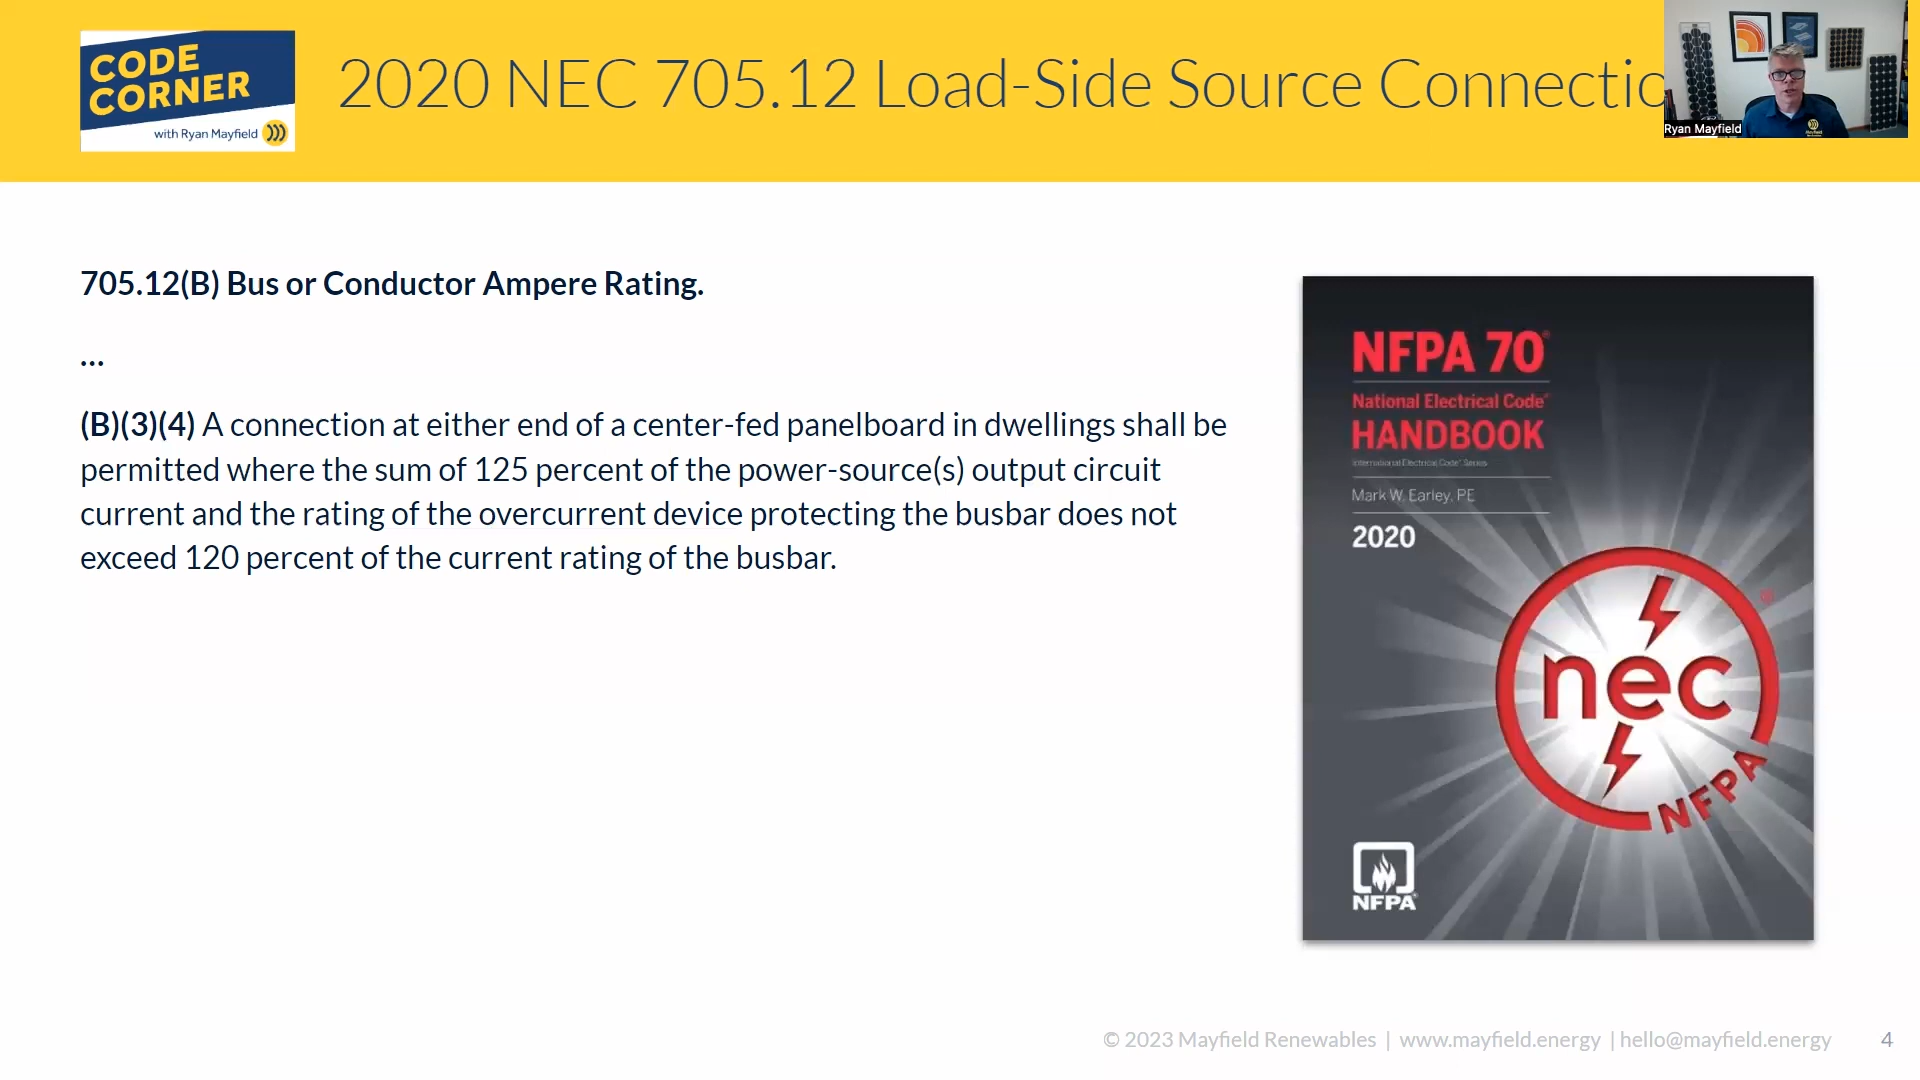 CODE
CORNER
with Ryan Mayfield
2020 NEC 705.12 Load-Side Source Connectio
Ryan Mayfield
705.12(B) Bus or Conductor Ampere Rating.
...
(B)(3)(4) A connection at either end of a center-fed panelboard in dwellings shall be
permitted where the sum of 125 percent of the power-source(s) output circuit
current and the rating of the overcurrent device protecting the busbar does not
exceed 120 percent of the current rating of the busbar.
NFPA 70®
National Electrical Code®
HANDBOOK
International Electrical Code® Series
Mark W. Earley, PE
2020
nec
®
NFPA
NFPA®
© 2023 Mayfield Renewables | www.mayfield.energy | hello@mayfield.energy
4